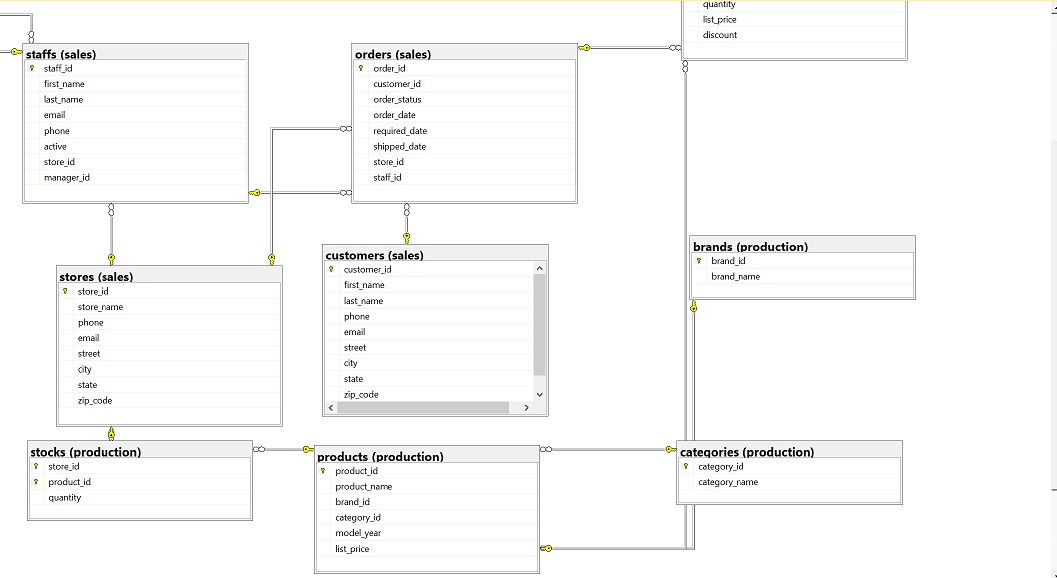 quantity
list_price
discount
staffs (sales)
staff_id
first_name
last_name
email
phone
active
store_id
manager_id
orders (sales)
order_id
customer_id
order_status
order_date
required_date
shipped_date
store_id
staff_id
stores (sales)
store_id
store_name
phone
email
street
city
state
zip_code
customers (sales)
customer_id
first_name
last_name
phone
email
street
city
state
zip_code
brands (production)
brand_id
brand_name
stocks (production)
store_id
product_id
quantity
products (production)
product_id
product_name
brand_id
category_id
model_year
list_price
categories (production)
category_id
category_name